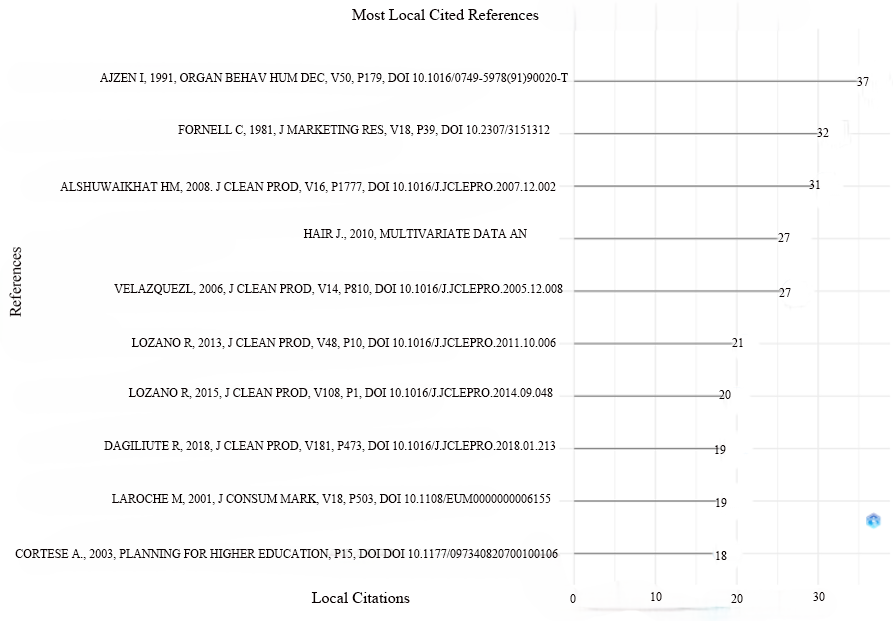 Most Local Cited References
AJZEN I, 1991, ORGAN BEHAV HUM DEC, V50, P179, DOI 10.1016/0749-5978(91)90020-T 37
FORNELL C, 1981, J MARKETING RES, V18, P39, DOI 10.2307/3151312 32
ALSHUWAIKHAT HM, 2008. J CLEAN PROD, V16, P1777, DOI 10.1016/J.JCLEPRO.2007.12.002 31
HAIR J., 2010, MULTIVARIATE DATA AN 27
VELAZQUEZL, 2006, J CLEAN PROD, V14, P810, DOI 10.1016/J.JCLEPRO.2005.12.008 27
LOZANO R, 2013, J CLEAN PROD, V48, P10, DOI 10.1016/J.JCLEPRO.2011.10.006 21
LOZANO R, 2015, J CLEAN PROD, V108, P1, DOI 10.1016/J.JCLEPRO.2014.09.048 20
DAGILIUTE R, 2018, J CLEAN PROD, V181, P473, DOI 10.1016/J.JCLEPRO.2018.01.213 19
LAROCHE M, 2001, J CONSUM MARK, V18, P503, DOI 10.1108/EUM0000000006155 19
CORTESE A., 2003, PLANNING FOR HIGHER EDUCATION, P15, DOI DOI 10.1177/097340820700100106 18
References
0 10 20 30
Local Citations